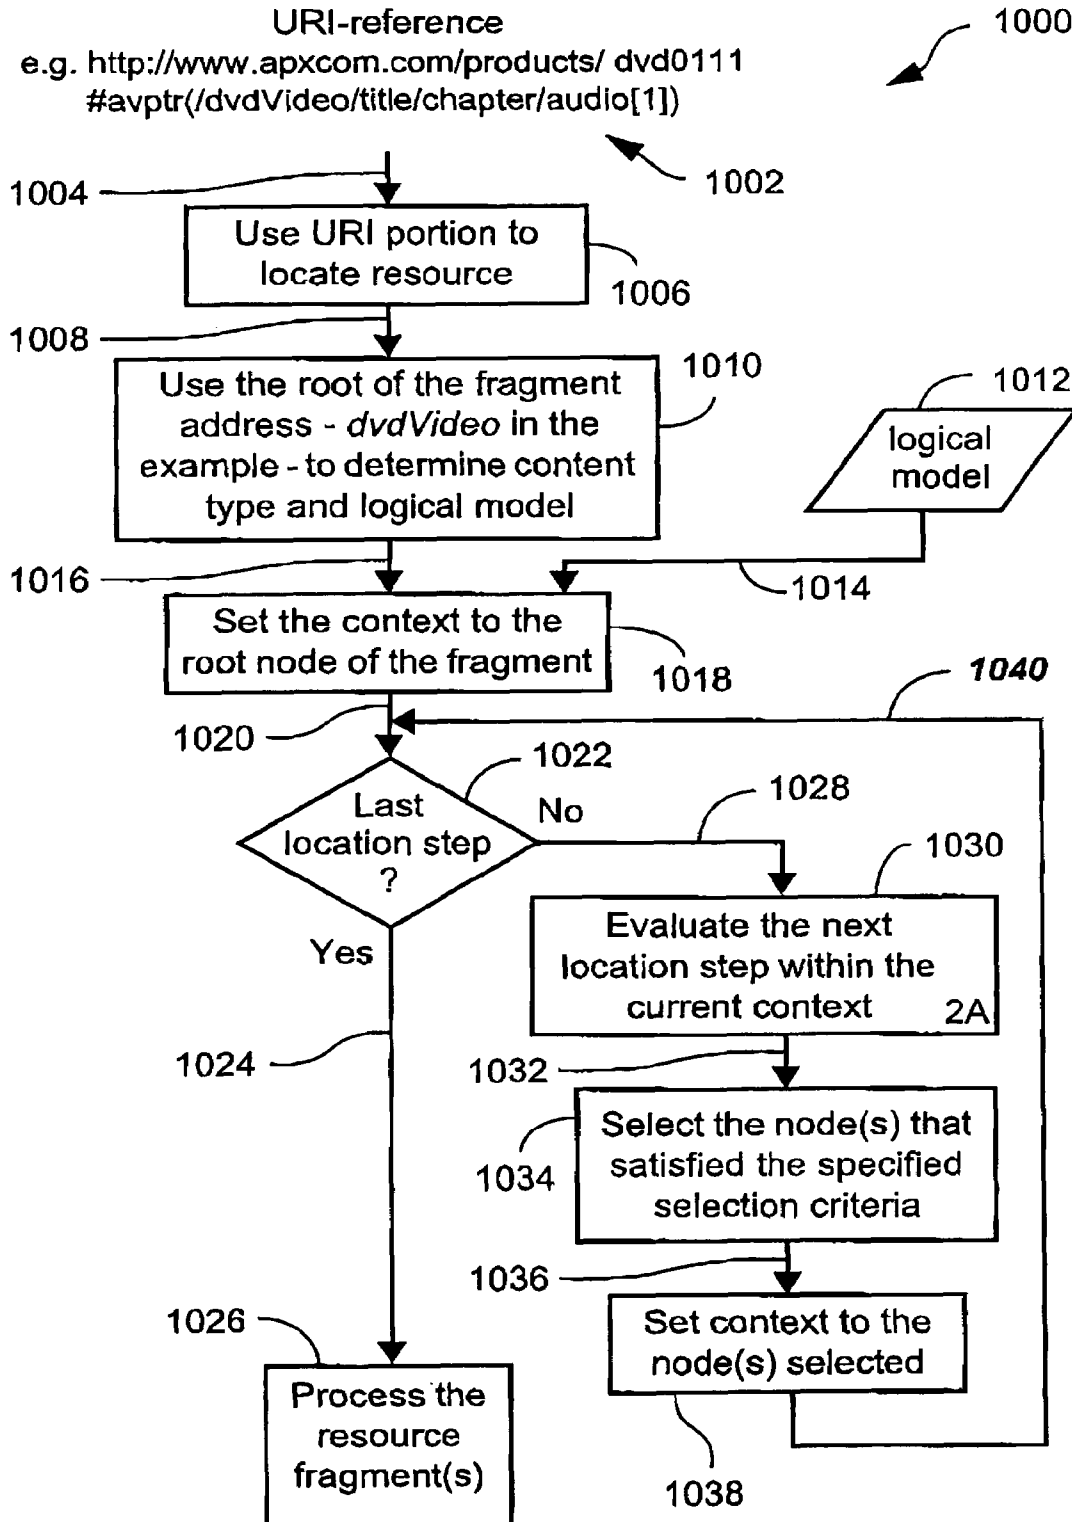 URI-reference
1000
e.g. http://www.apxcom.com/products/ dvd0111
#avptr(/dvdVideo/title/chapter/audio[1])
1002
1004
Use URI portion to
locate resource
1006
1008
Use the root of the fragment
address - dvdVideo in the
example - to determine content
type and logical model
1010
1012
logical
model
1014
1016
Set the context to the
root node of the fragment
1018
1040
1020
1022
Last
location step
?
No
1028
1030
Yes
Evaluate the next
location step within the
current context
2A
1024
1032
Select the node(s) that
satisfied the specified
selection criteria
1034
1036
1026
Set context to the
node(s) selected
Process the
resource
fragment(s)
1038